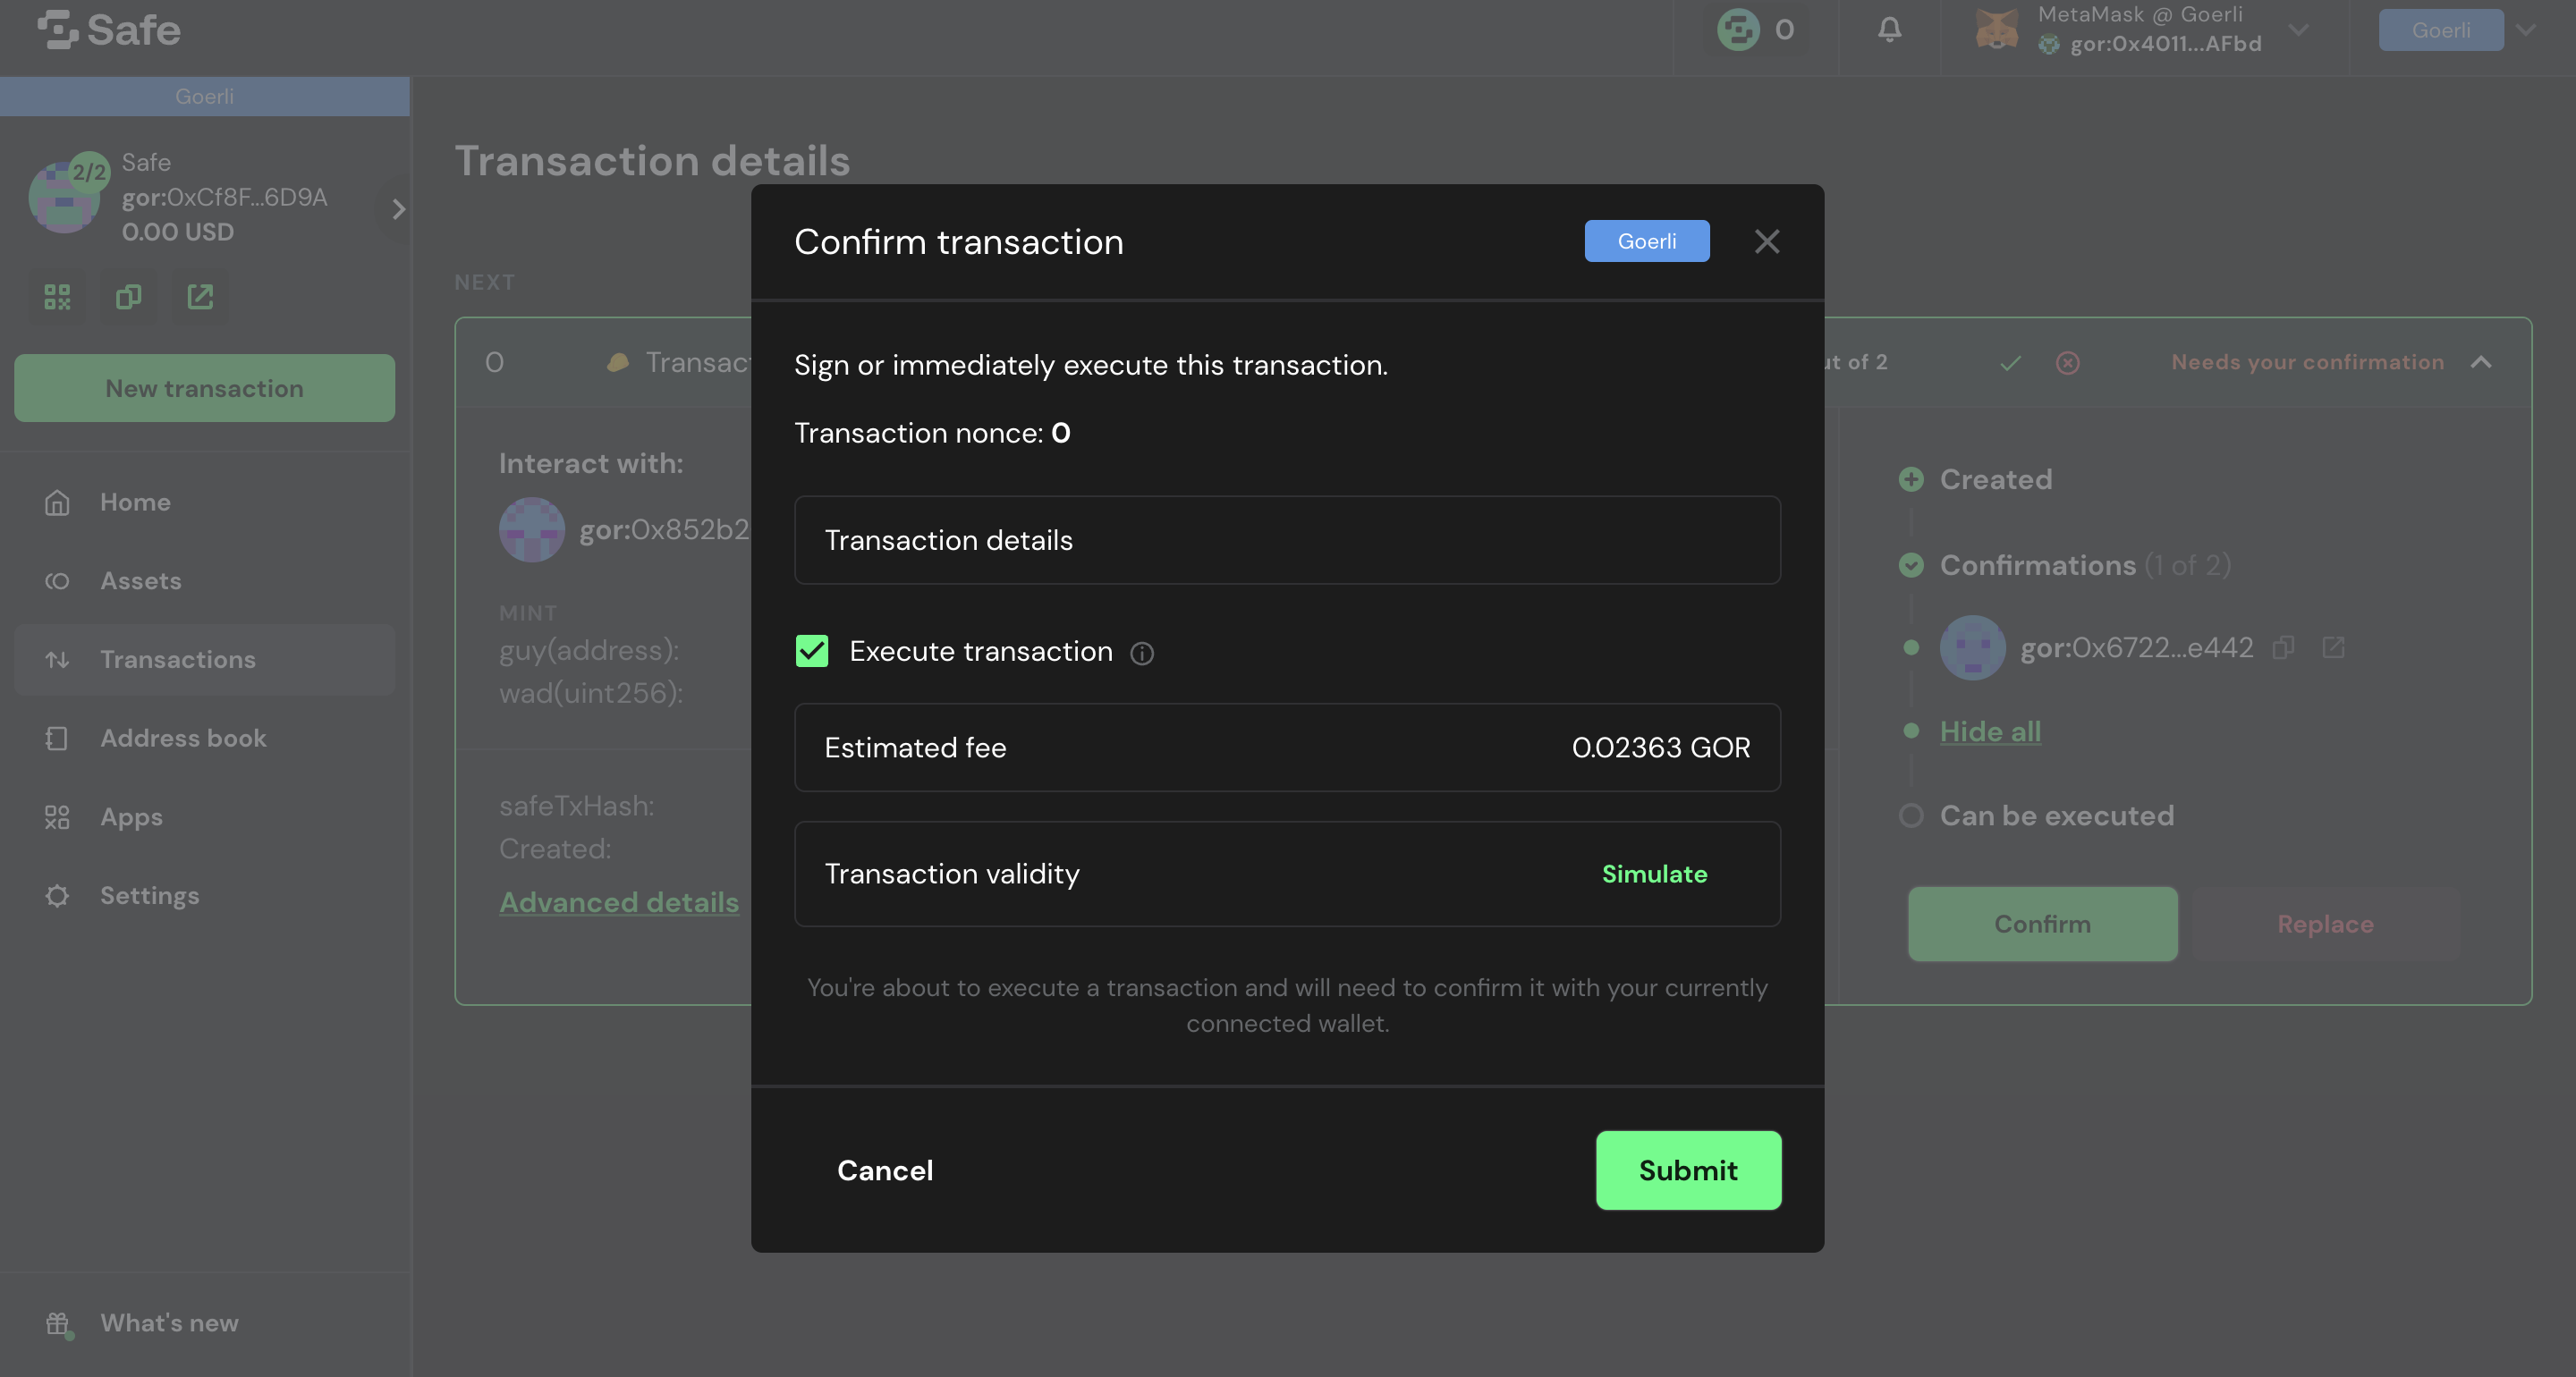 Safe
0
MetaMask @ Goerli
gor:0x4011...AFbd
Goerli
Goerli
2/2
Safe
gor:0xCf8F...6D9A
0.00 USD
New transaction
Home
Assets
Transactions
Address book
Apps
Settings
What's new
Transaction details
NEXT
0
Transac
ut of 2
Needs your confirmation
Interact with:
gor:0x852b2
MINT
guy(address):
wad(uint256):
safeTxHash:
Created:
Advanced details
Confirm transaction
Goerli
Sign or immediately execute this transaction.
Transaction nonce: 0
Transaction details
Execute transaction
Estimated fee
0.02363 GOR
Transaction validity
Simulate
You're about to execute a transaction and will need to confirm it with your currently
connected wallet.
Cancel
Submit
Created
Confirmations (1 of 2)
gor:0x6722...e442
Hide all
Can be executed
Confirm
Replace